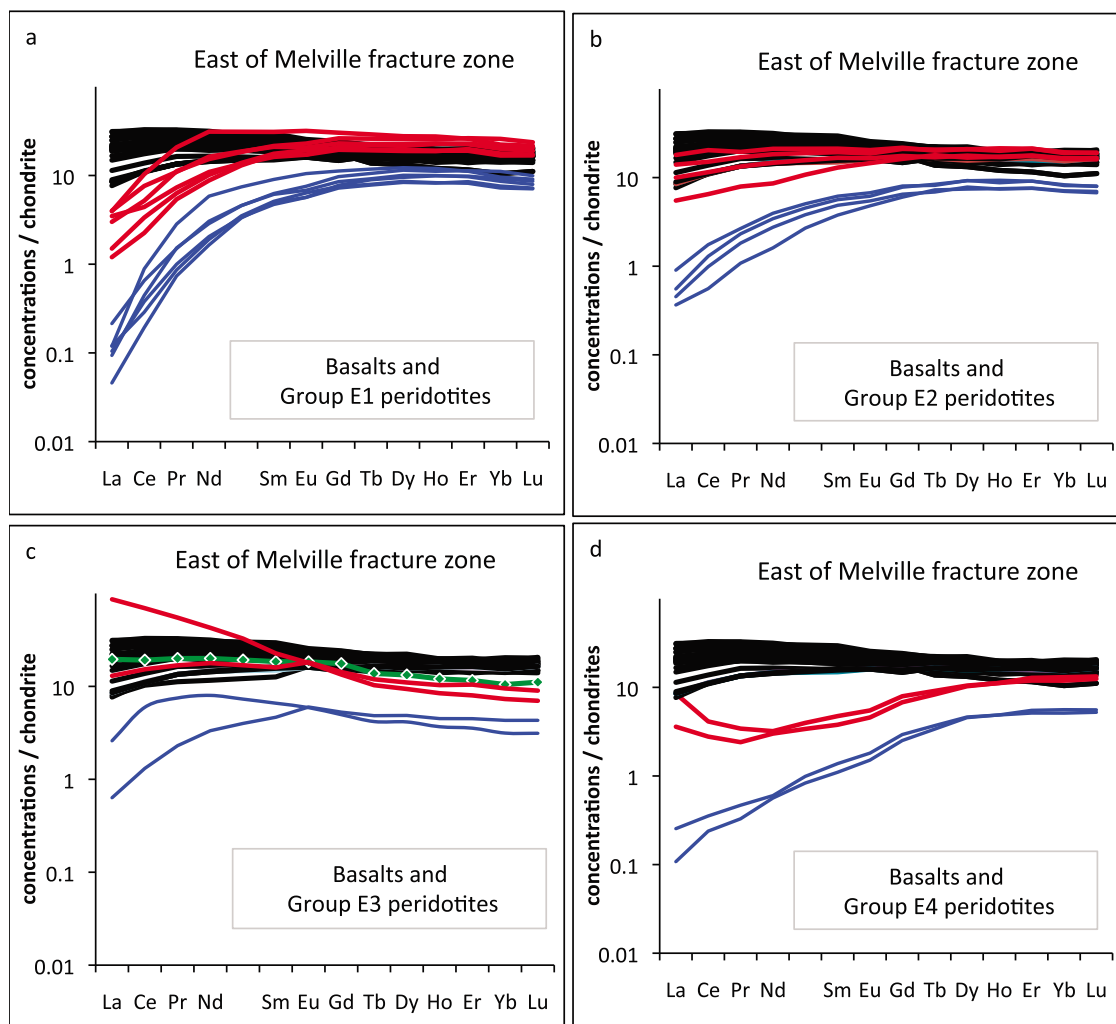 a
East of Melville fracture zone
concentrations / chondrite
10
1
0.1
0.01
Basalts and
Group E1 peridotites
La Ce Pr Nd Sm Eu Gd Tb Dy Ho Er Yb Lu
b
East of Melville fracture zone
concentrations / chondrite
10
1
0.1
0.01
Basalts and
Group E2 peridotites
La Ce Pr Nd Sm Eu Gd Tb Dy Ho Er Yb Lu
c
East of Melville fracture zone
concentrations / chondrite
10
1
0.1
0.01
Basalts and
Group E3 peridotites
La Ce Pr Nd Sm Eu Gd Tb Dy Ho Er Yb Lu
d
East of Melville fracture zone
concentrations / chondrites
10
1
0.1
0.01
Basalts and
Group E4 peridotites
La Ce Pr Nd Sm Eu Gd Tb Dy Ho Er Yb Lu